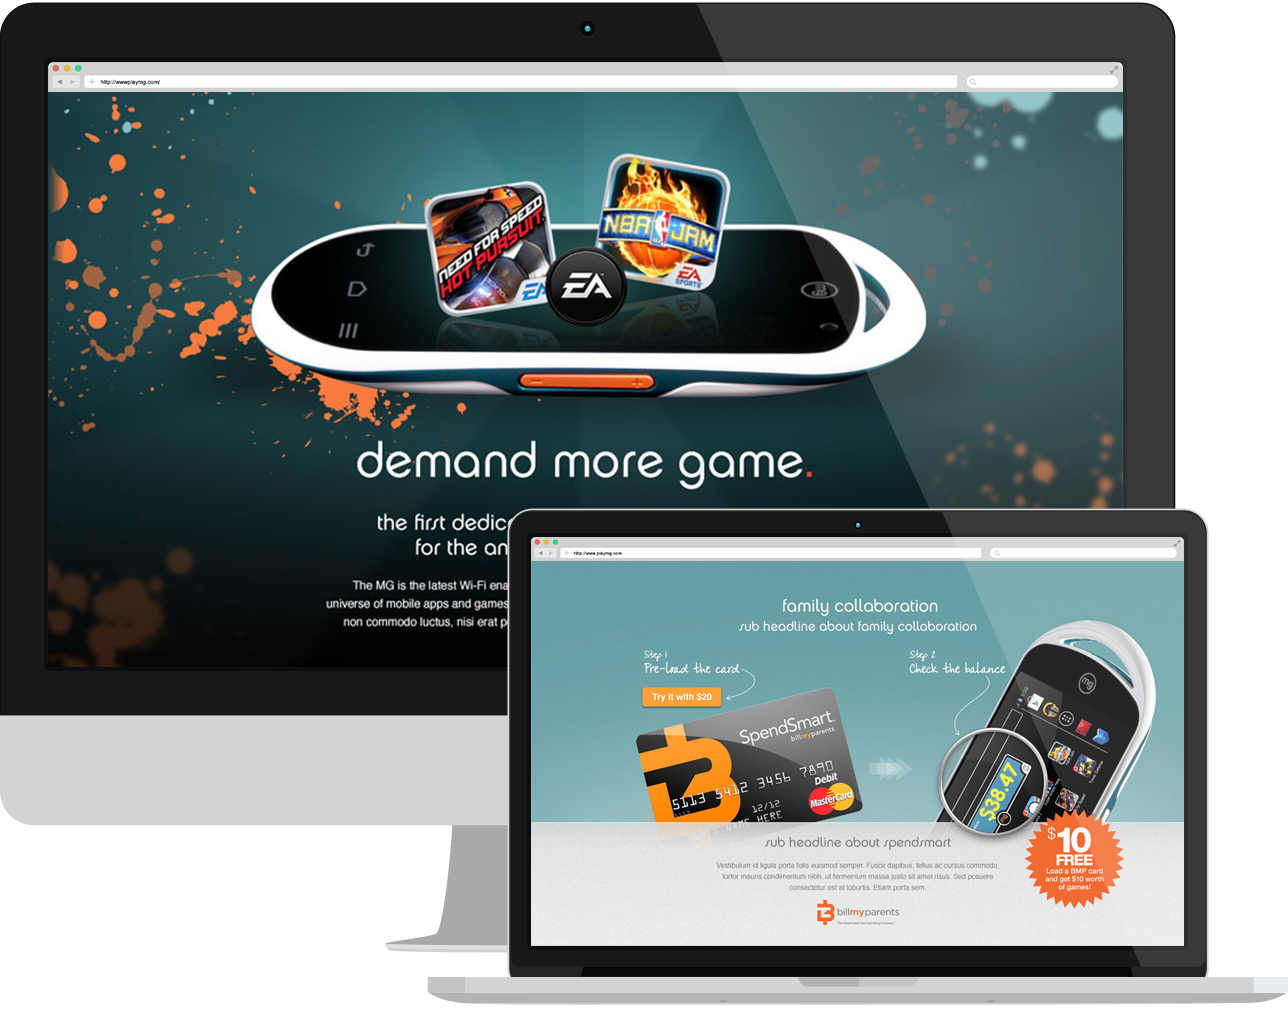 http://wwwplaymg.com/
NEED FOR SPEED
HOT PURSUIT
EA
EA
NBA JAM
EA
SPORTS
mg
demand more game.
the first dedic
for the an
The MG is the latest Wi-Fi ena
universe of mobile apps and games
non commodo luctus, nisi erat p
http://www.playmg.com
family collaboration
sub headline about family collaboration
Step 1
Pre-load the card
Try it with $20
Step 2
Check the balance
SpendSmart
billmyparents
5113 5412 3456 7890
Debit
12/12
NAME HERE
MasterCard
mg
$38.47
sub headline about spendsmart
Vestibulum id ligula porta felis euismod semper. Fusce dapibus, tellus ac cursus commodo,
tortor mauris condimentum nibh, ut fermentum massa justo sit amet risus. Sed posuere
consectetur est at lobortis. Etiam porta sem.
billmyparents
$10
FREE
Load a BMP card
and get $10 worth
of games!